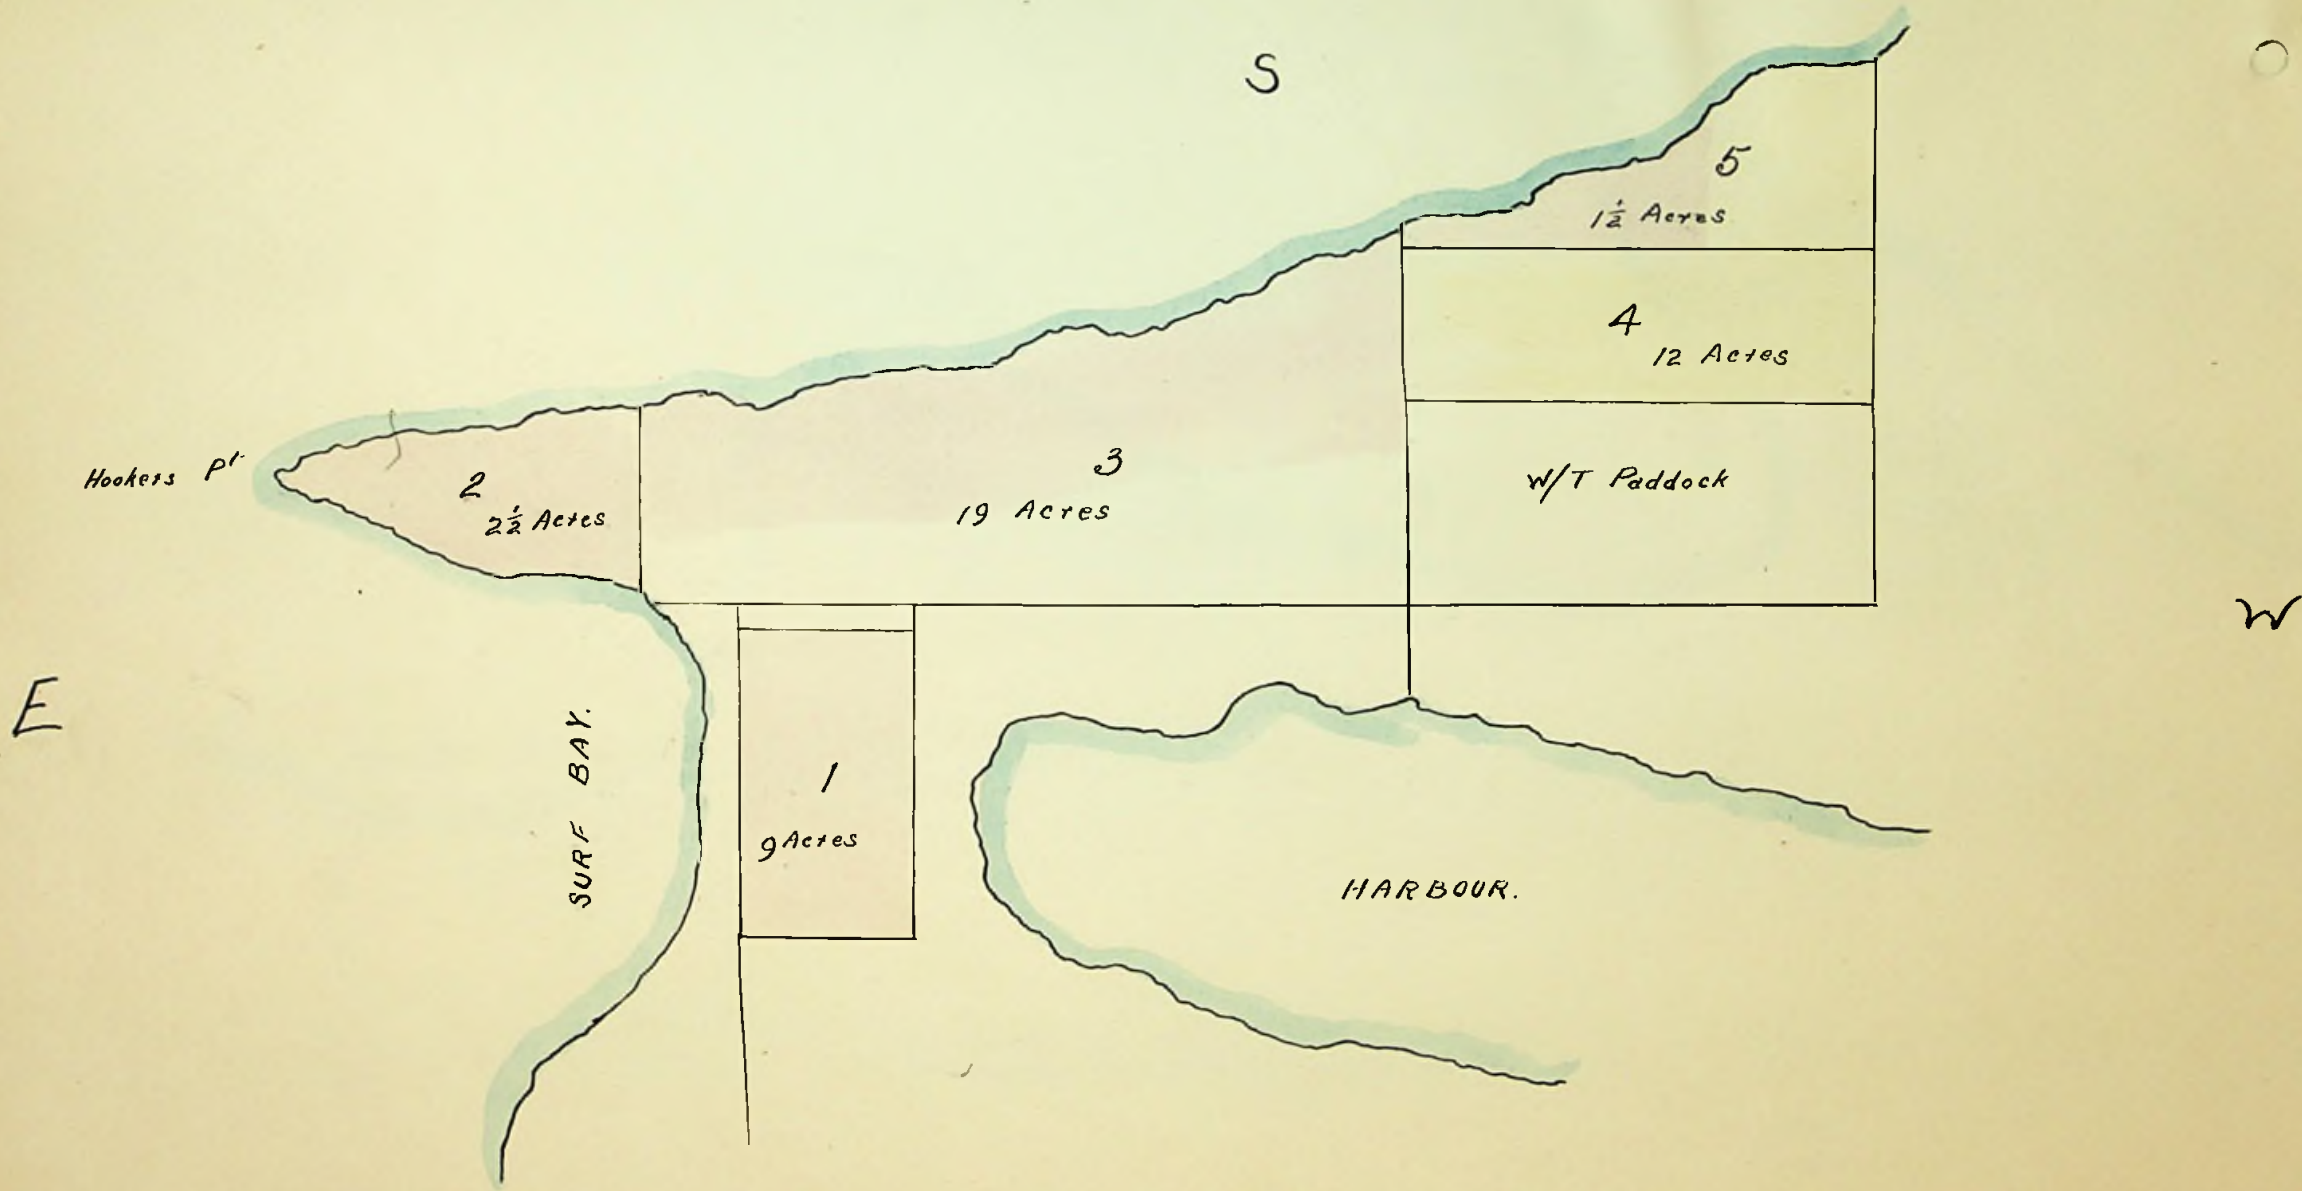 S
5
1½ Acres
4
12 Acres
Hookers Pt.
2
2½ Acres
3
19 Acres
W/T Paddock
W
E
SURF BAY.
1
9 Acres
HARBOUR.